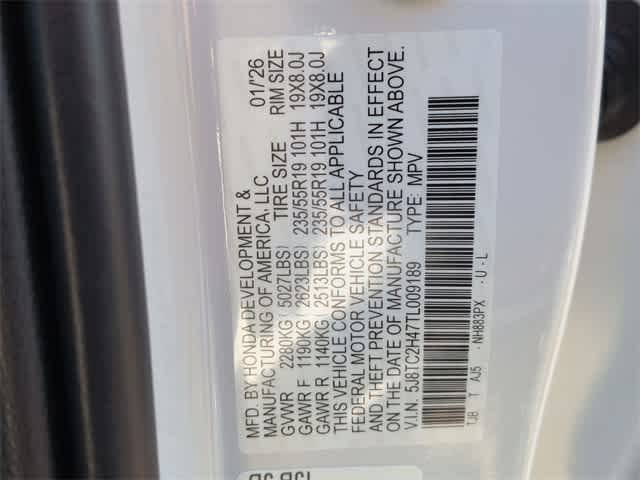 MFD. BY HONDA DEVELOPMENT &
MANUFACTURING OF AMERICA, LLC 01/'26
GVWR 2280KG (5027LBS) TIRE SIZE RIM SIZE
GAWR F 1190KG (2623LBS) 235/55R19 101H 19X8.0J
GAWR R 1140KG (2513LBS) 235/55R19 101H 19X8.0J
THIS VEHICLE CONFORMS TO ALL APPLICABLE
FEDERAL MOTOR VEHICLE SAFETY
AND THEFT PREVENTION STANDARDS IN EFFECT
ON THE DATE OF MANUFACTURE SHOWN ABOVE.
V.I.N. 5J8TC2H47TL009189 TYPE: MPV
TJB T AJ5 - NH883PX - U - L